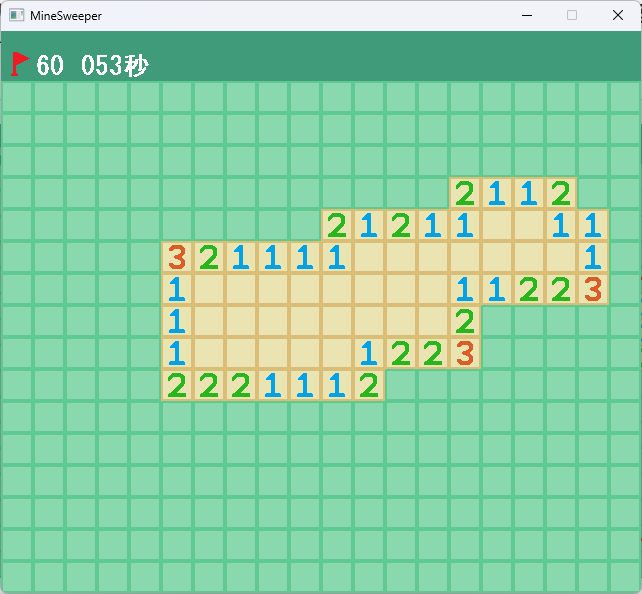 MineSweeper
60 053秒
2 1 1 2
2 1 2 1 1 1 1
3 2 1 1 1 1 1
1 1 1 2 2 3
1 2
1 1 2 2 3
2 2 2 1 1 1 2